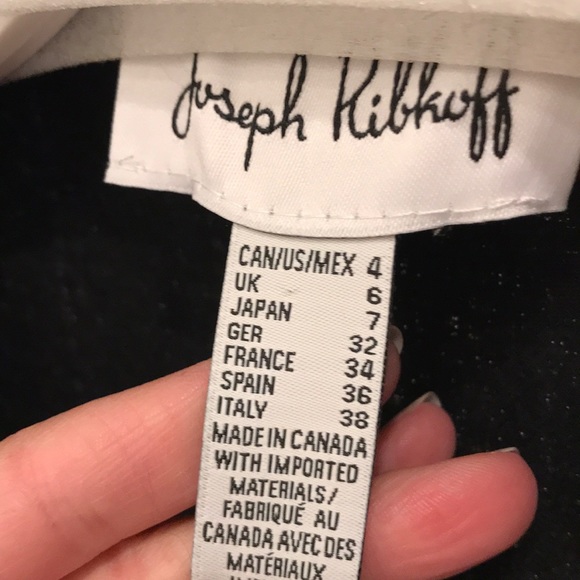 Joseph Ribkoff
CAN/US/MEX 4
UK 6
JAPAN 7
GER 32
FRANCE 34
SPAIN 36
ITALY 38
MADE IN CANADA
WITH IMPORTED
MATERIALS/
FABRIQUÉ AU
CANADA AVEC DES
MATÉRIAUX